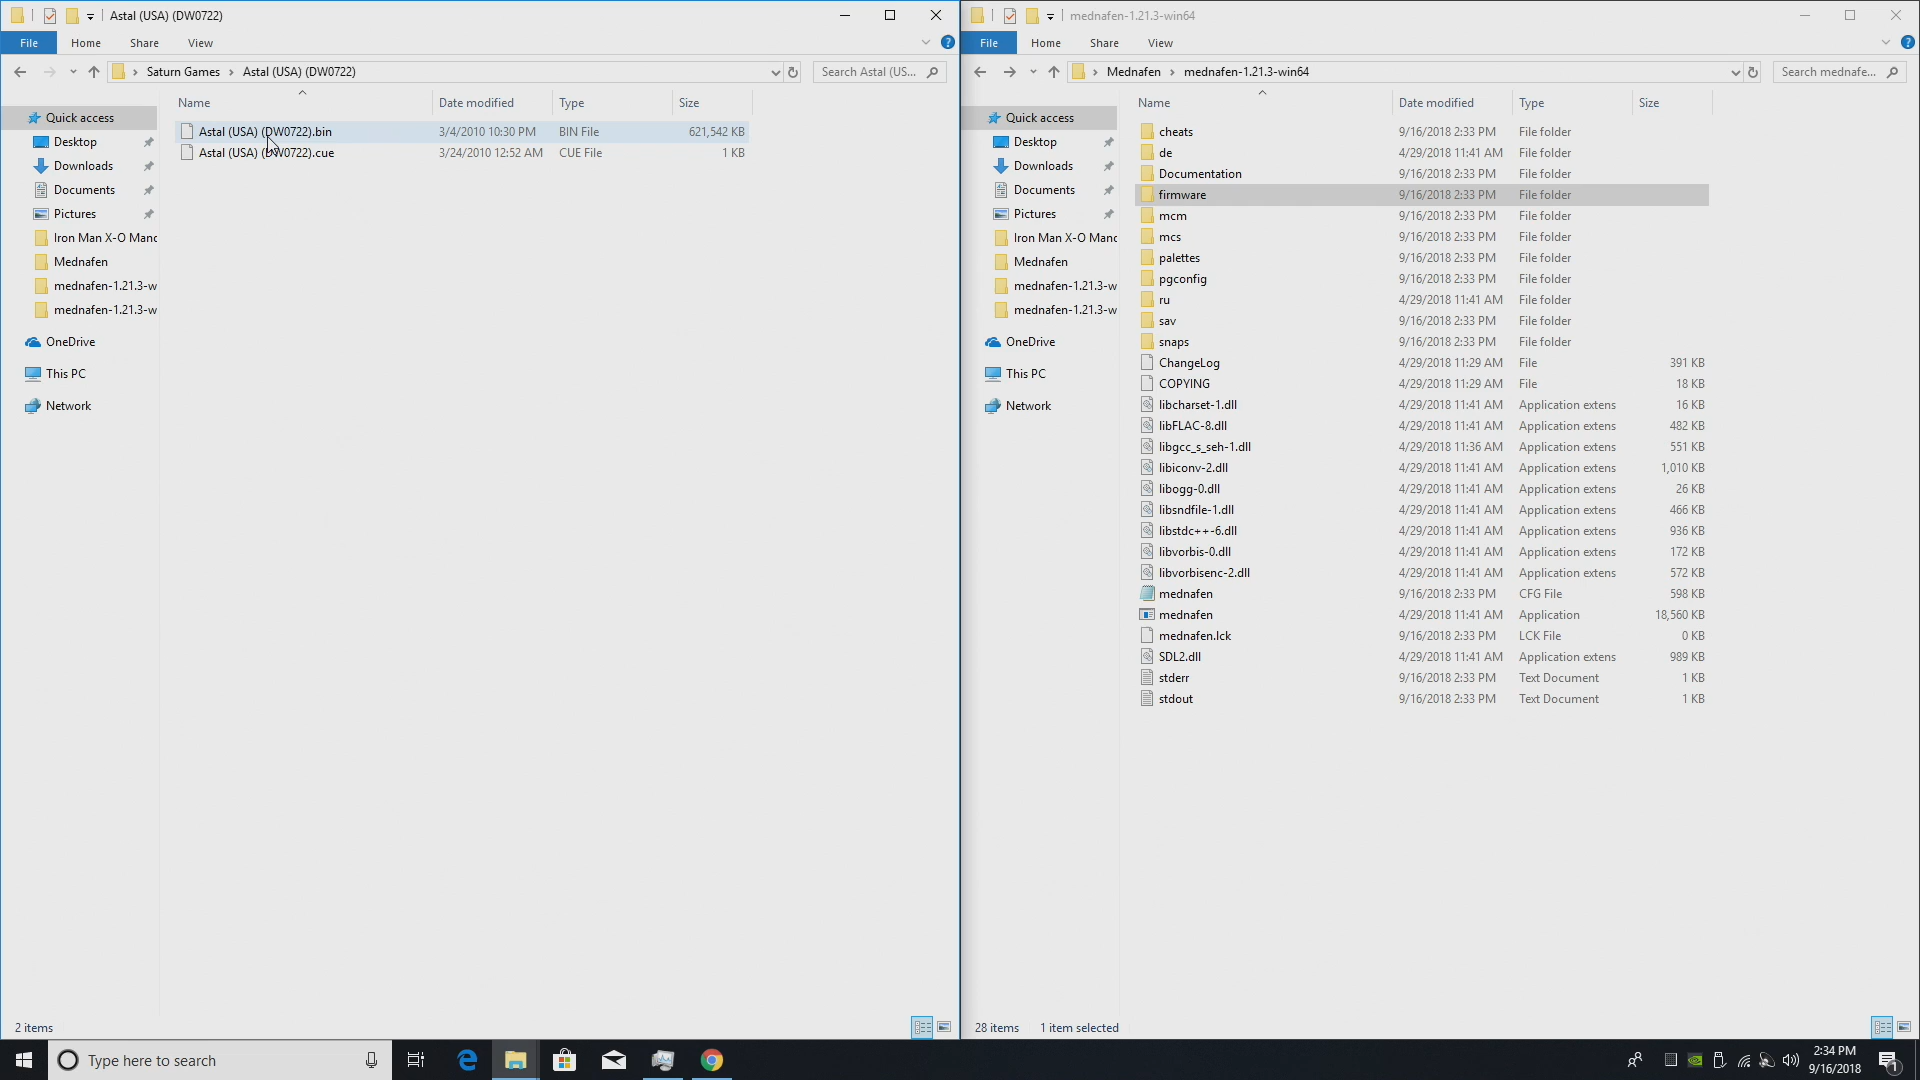 Astal (USA) (DW0722)
File Home Share View
Saturn Games Astal (USA) (DW0722) Search Astal (US...
Name Date modified Type Size
Quick access
Desktop
Downloads
Documents
Pictures
Iron Man X-O Mano
Mednafen
mednafen-1.21.3-w
mednafen-1.21.3-w
OneDrive
This PC
Network
Astal (USA) (DW0722).bin 3/4/2010 10:30 PM BIN File 621,542 KB
Astal (USA) (DW0722).cue 3/24/2010 12:52 AM CUE File 1 KB
2 items
mednafen-1.21.3-win64
File Home Share View
Mednafen mednafen-1.21.3-win64 Search mednafe...
Name Date modified Type Size
Quick access
Desktop
Downloads
Documents
Pictures
Iron Man X-O Mano
Mednafen
mednafen-1.21.3-w
mednafen-1.21.3-w
OneDrive
This PC
Network
cheats 9/16/2018 2:33 PM File folder
de 4/29/2018 11:41 AM File folder
Documentation 9/16/2018 2:33 PM File folder
firmware 9/16/2018 2:33 PM File folder
mcm 9/16/2018 2:33 PM File folder
mcs 9/16/2018 2:33 PM File folder
palettes 9/16/2018 2:33 PM File folder
pgconfig 9/16/2018 2:33 PM File folder
ru 4/29/2018 11:41 AM File folder
sav 9/16/2018 2:33 PM File folder
snaps 9/16/2018 2:33 PM File folder
ChangeLog 4/29/2018 11:29 AM File 391 KB
COPYING 4/29/2018 11:29 AM File 18 KB
libcharset-1.dll 4/29/2018 11:41 AM Application extens 16 KB
libFLAC-8.dll 4/29/2018 11:41 AM Application extens 482 KB
libgcc_s_seh-1.dll 4/29/2018 11:36 AM Application extens 551 KB
libiconv-2.dll 4/29/2018 11:41 AM Application extens 1,010 KB
libogg-0.dll 4/29/2018 11:41 AM Application extens 26 KB
libsndfile-1.dll 4/29/2018 11:41 AM Application extens 466 KB
libstdc++-6.dll 4/29/2018 11:41 AM Application extens 936 KB
libvorbis-0.dll 4/29/2018 11:41 AM Application extens 172 KB
libvorbisenc-2.dll 4/29/2018 11:41 AM Application extens 572 KB
mednafen 9/16/2018 2:33 PM CFG File 598 KB
mednafen 4/29/2018 11:41 AM Application 18,560 KB
mednafen.lck 9/16/2018 2:33 PM LCK File 0 KB
SDL2.dll 4/29/2018 11:41 AM Application extens 989 KB
stderr 9/16/2018 2:33 PM Text Document 1 KB
stdout 9/16/2018 2:33 PM Text Document 1 KB
28 items 1 item selected
Type here to search
2:34 PM
9/16/2018
1